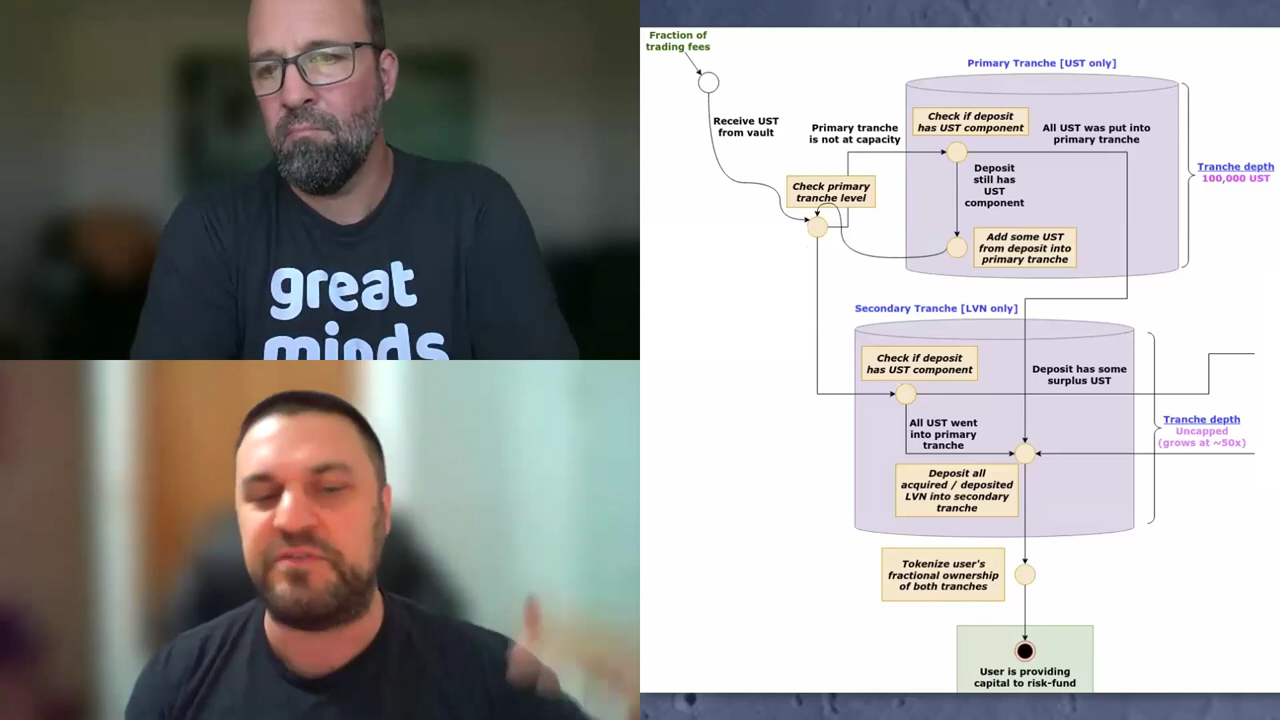 great
minds
Fraction of
trading fees
Primary Tranche [UST only]
Receive UST
from vault
Primary tranche
is not at capacity
Check if deposit
has UST component
All UST was put into
primary tranche
Tranche depth
100,000 UST
Check primary
tranche level
Deposit
still has
UST
component
Add some UST
from deposit into
primary tranche
Secondary Tranche [LVN only]
Check if deposit
has UST component
Deposit has some
surplus UST
Tranche depth
Uncapped
(grows at ~50x)
All UST went
into primary
tranche
Deposit all
acquired / deposited
LVN into secondary
tranche
Tokenize user's
fractional ownership
of both tranches
User is providing
capital to risk-fund